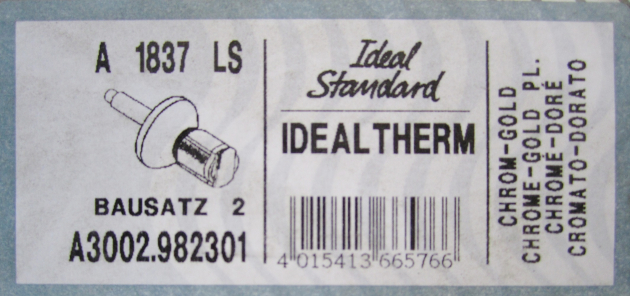 A 1837 LS
BAUSATZ 2
A3002.982301
Ideal
Standard
IDEALTHERM
4 015413 665766
CHROM-GOLD
CHROME-GOLD PL.
CHROMÉ-DORÉ
CROMATO-DORATO